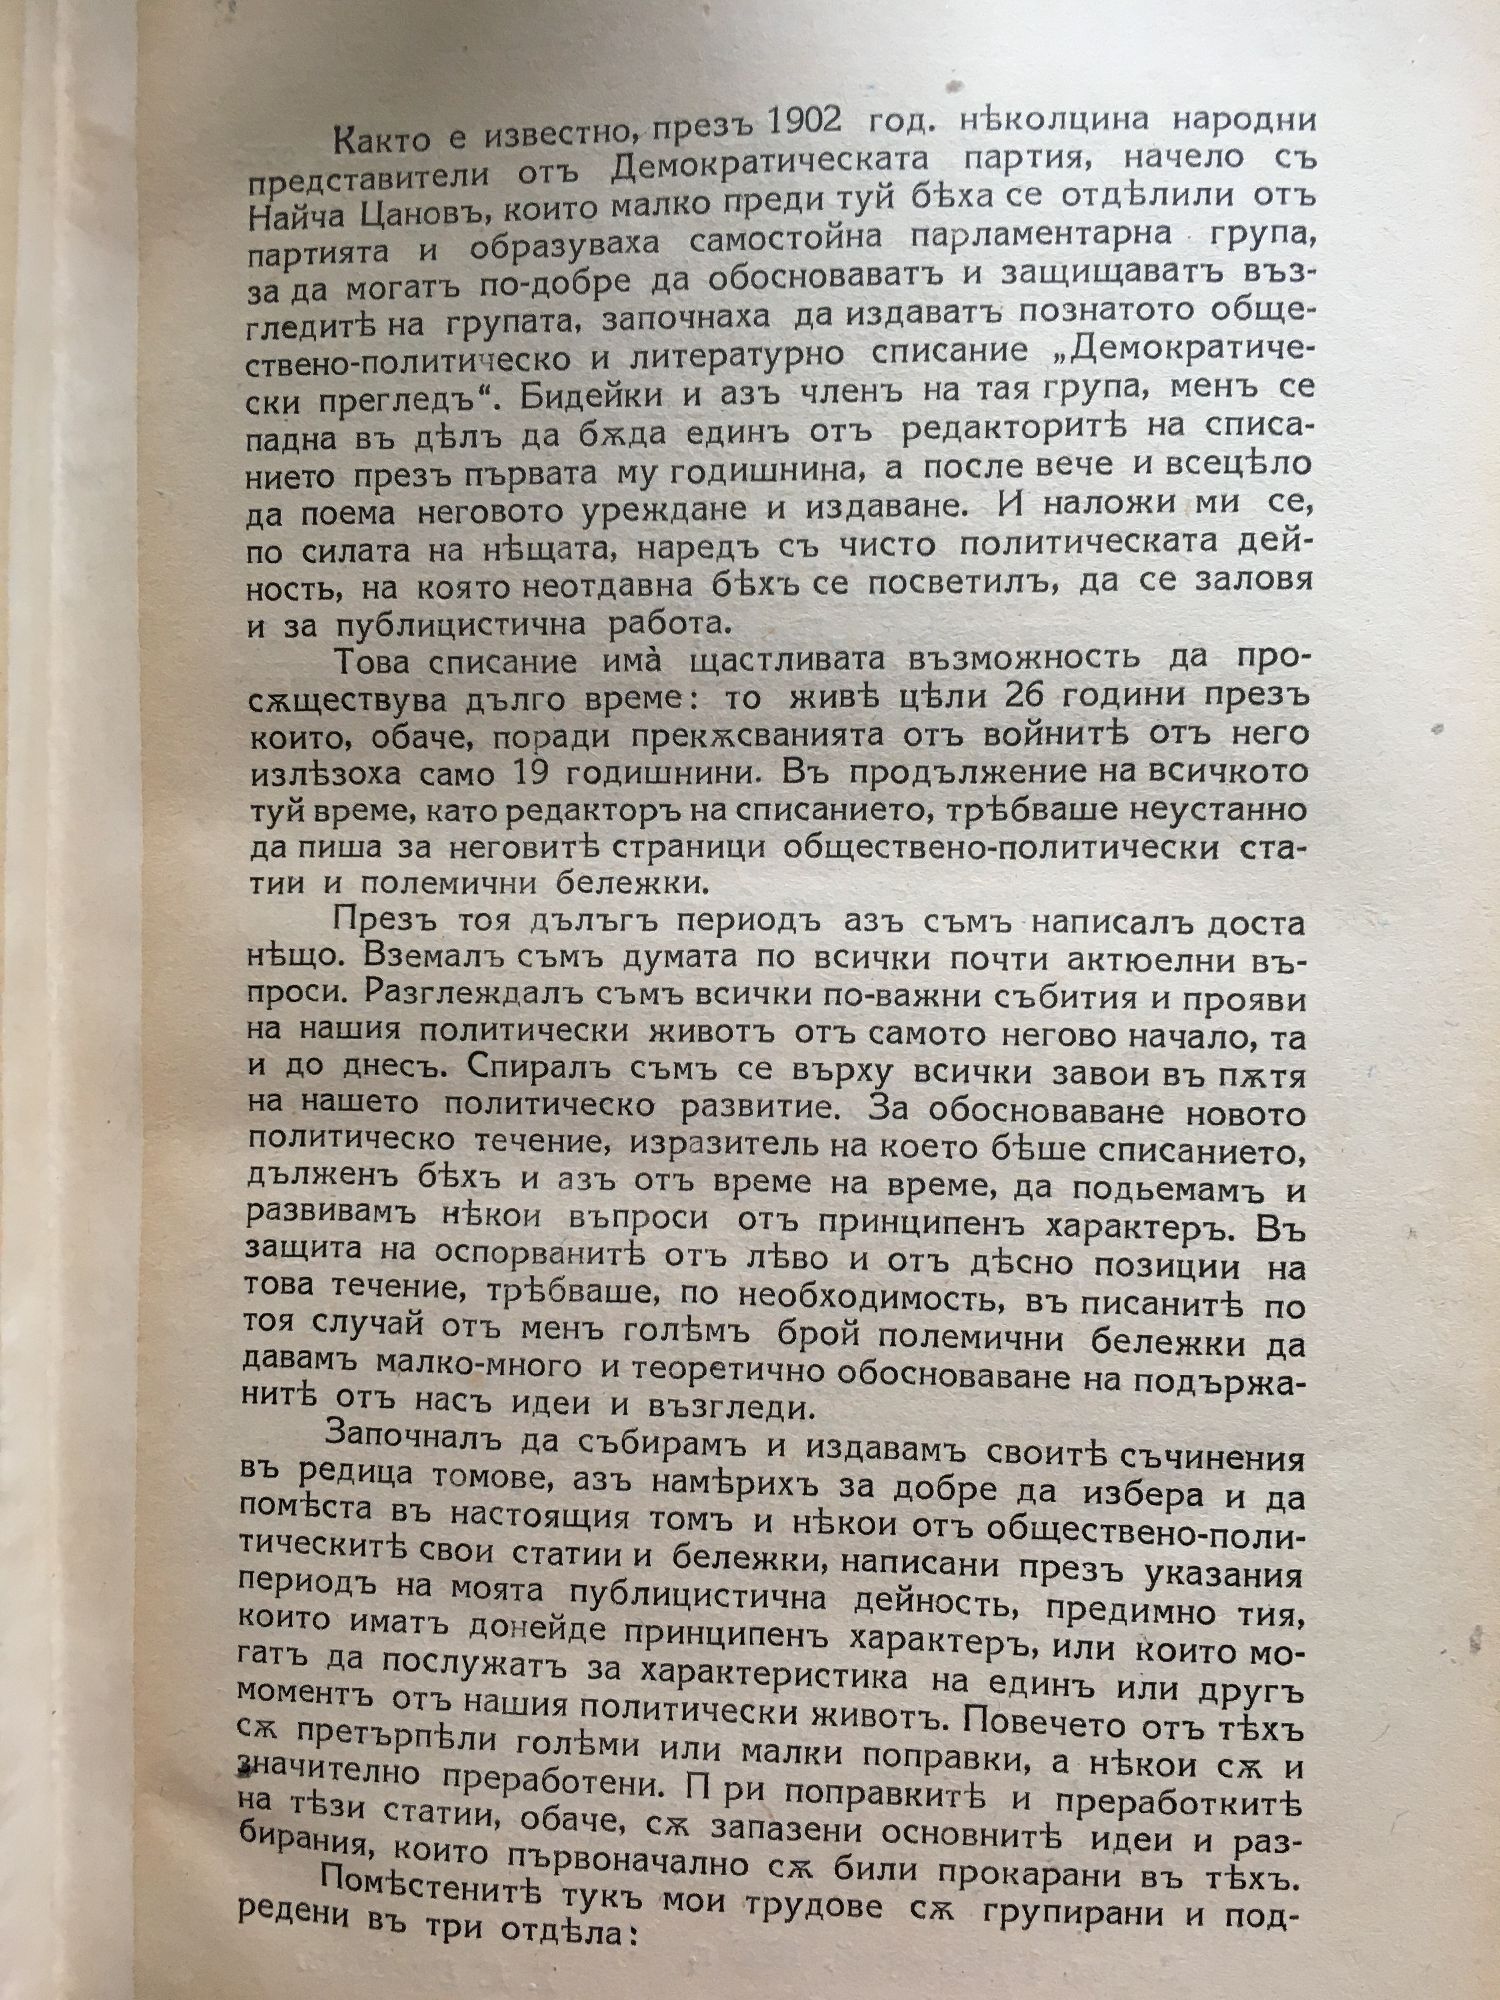 Както е известно, презъ 1902 год. нѣколцина народни
представители отъ Демократическата партия, начело съ
Найча Цановъ, които малко преди туй бѣха се отдѣлили отъ
партията и образуваха самостойна парламентарна група,
за да могатъ по-добре да обосноваватъ и защищаватъ въз-
гледитѣ на групата, започнаха да издаватъ познатото обще-
ствено-политическо и литературно списание „Демократиче-
ски прегледъ“. Бидейки и азъ членъ на тая група, менъ се
падна въ дѣлъ да бѫда единъ отъ редакторитѣ на списа-
нието презъ първата му годишнина, а после вече и всецѣло
да поема неговото уреждане и издаване. И наложи ми се,
по силата на нѣщата, наредъ съ чисто политическата дей-
ность, на която неотдавна бѣхъ се посветилъ, да се заловя
и за публицистична работа.
Това списание има̀ щастливата възможность да про-
сѫществува дълго време: то живѣ цѣли 26 години презъ
които, обаче, поради прекѫсванията отъ войнитѣ отъ него
излѣзоха само 19 годишнини. Въ продължение на всичкото
туй време, като редакторъ на списанието, трѣбваше неустанно
да пиша за неговитѣ страници обществено-политически ста-
тии и полемични бележки.
Презъ тоя дълъгъ периодъ азъ съмъ написалъ доста
нѣщо. Вземалъ съмъ думата по всички почти актюелни въ-
проси. Разглеждалъ съмъ всички по-важни събития и прояви
на нашия политически животъ отъ самото негово начало, та
и до днесъ. Спиралъ съмъ се върху всички завои въ пѫтя
на нашето политическо развитие. За обосноваване новото
политическо течение, изразитель на което бѣше списанието,
дълженъ бѣхъ и азъ отъ време на време, да подьемамъ и
развивамъ нѣкои въпроси отъ принципенъ характеръ. Въ
защита на оспорванитѣ отъ лѣво и отъ дѣсно позиции на
това течение, трѣбваше, по необходимость, въ писанитѣ по
тоя случай отъ менъ голѣмъ брой полемични бележки да
давамъ малко-много и теоретично обосноваване на подържа-
нитѣ отъ насъ идеи и възгледи.
Започналъ да събирамъ и издавамъ своитѣ съчинения
въ редица томове, азъ намѣрихъ за добре да избера и да
помѣста въ настоящия томъ и нѣкои отъ обществено-поли-
тическитѣ свои статии и бележки, написани презъ указания
периодъ на моята публицистична дейность, предимно тия,
които иматъ донейде принципенъ характеръ, или които мо-
гатъ да послужатъ за характеристика на единъ или другъ
моментъ отъ нашия политически животъ. Повечето отъ тѣхъ
сѫ претърпѣли голѣми или малки поправки, а нѣкои сѫ и
значително преработени. П ри поправкитѣ и преработкитѣ
на тѣзи статии, обаче, сѫ запазени основнитѣ идеи и раз-
бирания, които първоначално сѫ били прокарани въ тѣхъ.
Помѣстенитѣ тукъ мои трудове сѫ групирани и под-
редени въ три отдѣла: